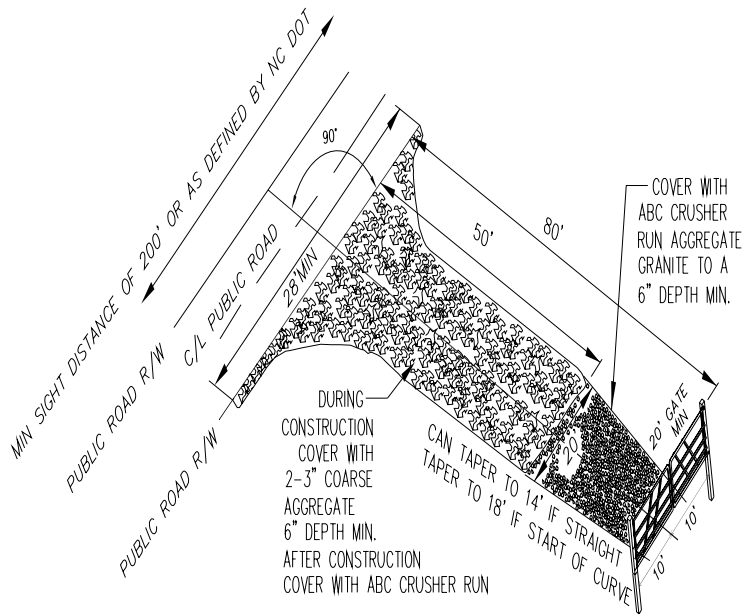 MIN SIGHT DISTANCE OF 200' OR AS DEFINED BY NC DOT
PUBLIC ROAD R/W
C/L PUBLIC ROAD
PUBLIC ROAD R/W
90°
28'MIN
50'
80'
COVER WITH
ABC CRUSHER
RUN AGGREGATE
GRANITE TO A
6" DEPTH MIN.
20' GATE
MIN
20'
10'
10'
DURING
CONSTRUCTION
COVER WITH
2-3" COARSE
AGGREGATE
6" DEPTH MIN.
AFTER CONSTRUCTION
COVER WITH ABC CRUSHER RUN
CAN TAPER TO 14' IF STRAIGHT
TAPER TO 18' IF START OF CURVE